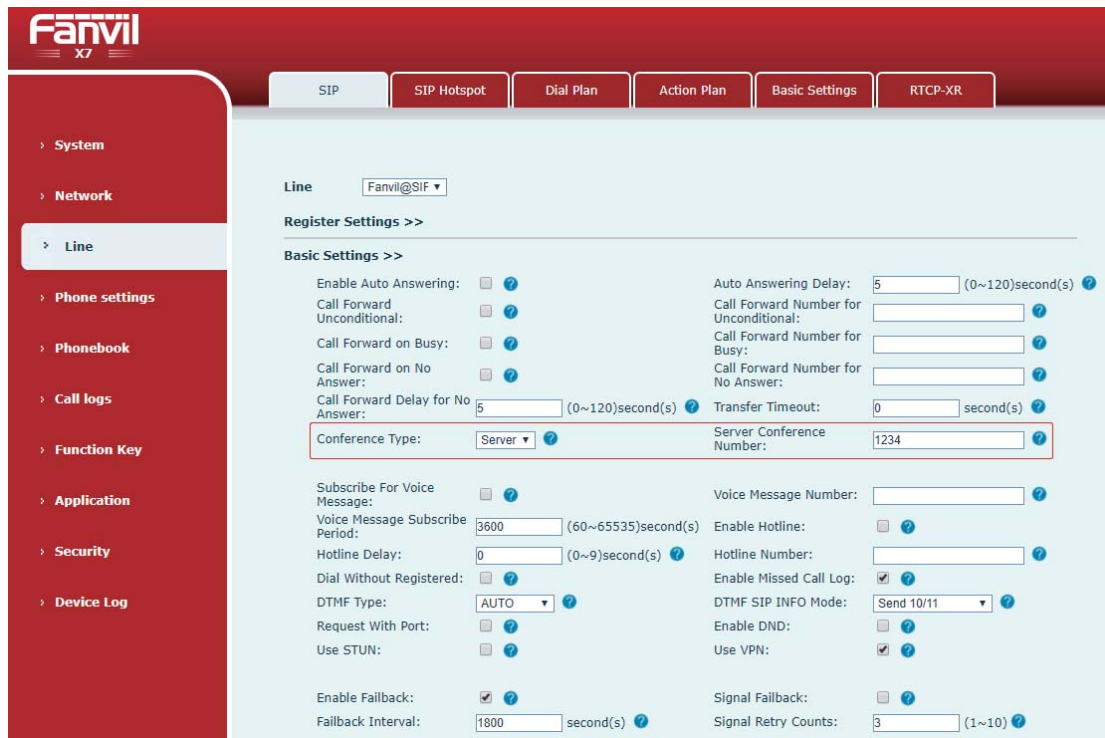 Fanvil
X7
SIP
SIP Hotspot
Dial Plan
Action Plan
Basic Settings
RTCP-XR
System
Network
Line
Phone settings
Phonebook
Call logs
Function Key
Application
Security
Device Log
Line Fanvil@SIF
Register Settings >>
Basic Settings >>
Enable Auto Answering:
Auto Answering Delay: 5 (0~120)second(s)
Call Forward
Unconditional:
Call Forward Number for
Unconditional:
Call Forward on Busy:
Call Forward Number for
Busy:
Call Forward on No
Answer:
Call Forward Number for
No Answer:
Call Forward Delay for No
Answer: 5 (0~120)second(s)
Transfer Timeout: 0 second(s)
Conference Type: Server
Server Conference
Number: 1234
Subscribe For Voice
Message:
Voice Message Number:
Voice Message Subscribe
Period: 3600 (60~65535)second(s)
Enable Hotline:
Hotline Delay: 0 (0~9)second(s)
Hotline Number:
Dial Without Registered:
Enable Missed Call Log:
DTMF Type: AUTO
DTMF SIP INFO Mode: Send 10/11
Request With Port:
Enable DND:
Use STUN:
Use VPN:
Enable Failback:
Signal Failback:
Failback Interval: 1800 second(s)
Signal Retry Counts: 3 (1~10)